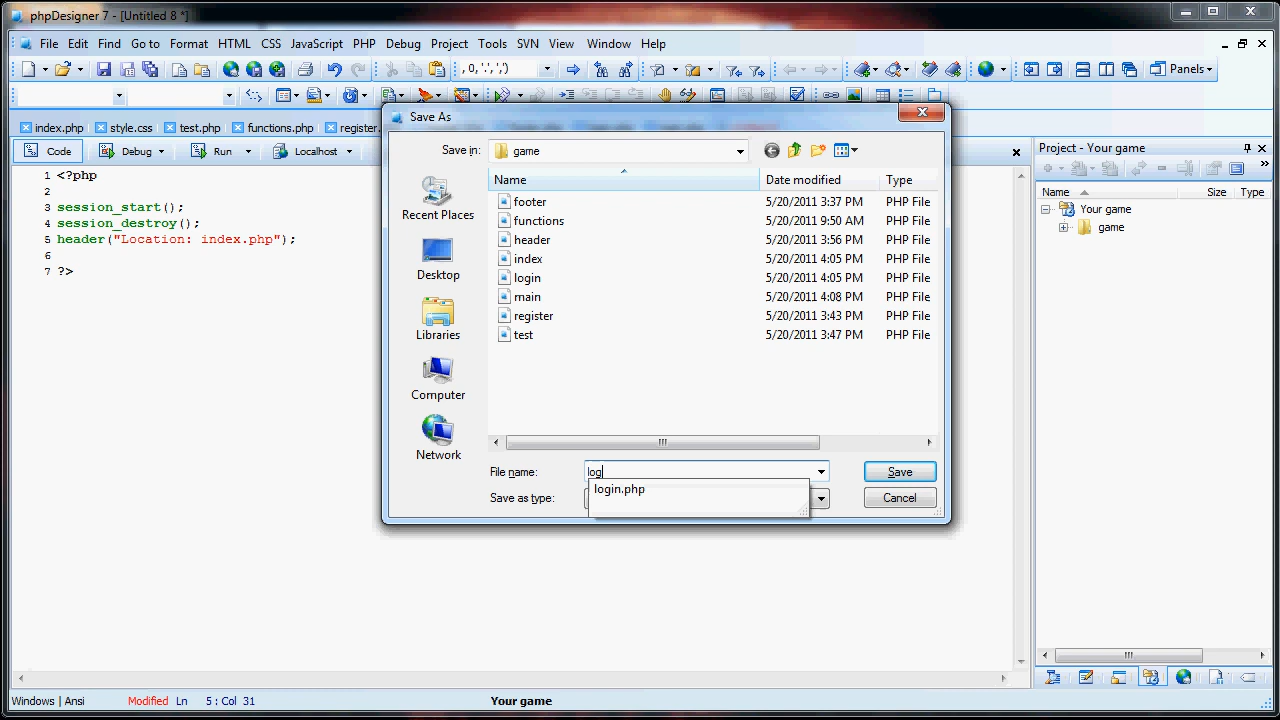 phpDesigner 7 - [Untitled 8 *]
File Edit Find Go to Format HTML CSS JavaScript PHP Debug Project Tools SVN View Window Help
, 0, '.', ',')
Panels
index.php style.css test.php functions.php register.
Code Debug Run Localhost
1 <?php
2
3 session_start();
4 session_destroy();
5 header("Location: index.php");
6
7 ?>
Save As
Save in: game
Recent Places
Desktop
Libraries
Computer
Network
Name Date modified Type
footer 5/20/2011 3:37 PM PHP File
functions 5/20/2011 9:50 AM PHP File
header 5/20/2011 3:56 PM PHP File
index 5/20/2011 4:05 PM PHP File
login 5/20/2011 4:05 PM PHP File
main 5/20/2011 4:08 PM PHP File
register 5/20/2011 3:43 PM PHP File
test 5/20/2011 3:47 PM PHP File
File name: log Save
login.php
Save as type: Cancel
Project - Your game
Name Size Type
Your game
game
Windows | Ansi Modified Ln 5 : Col 31 Your game